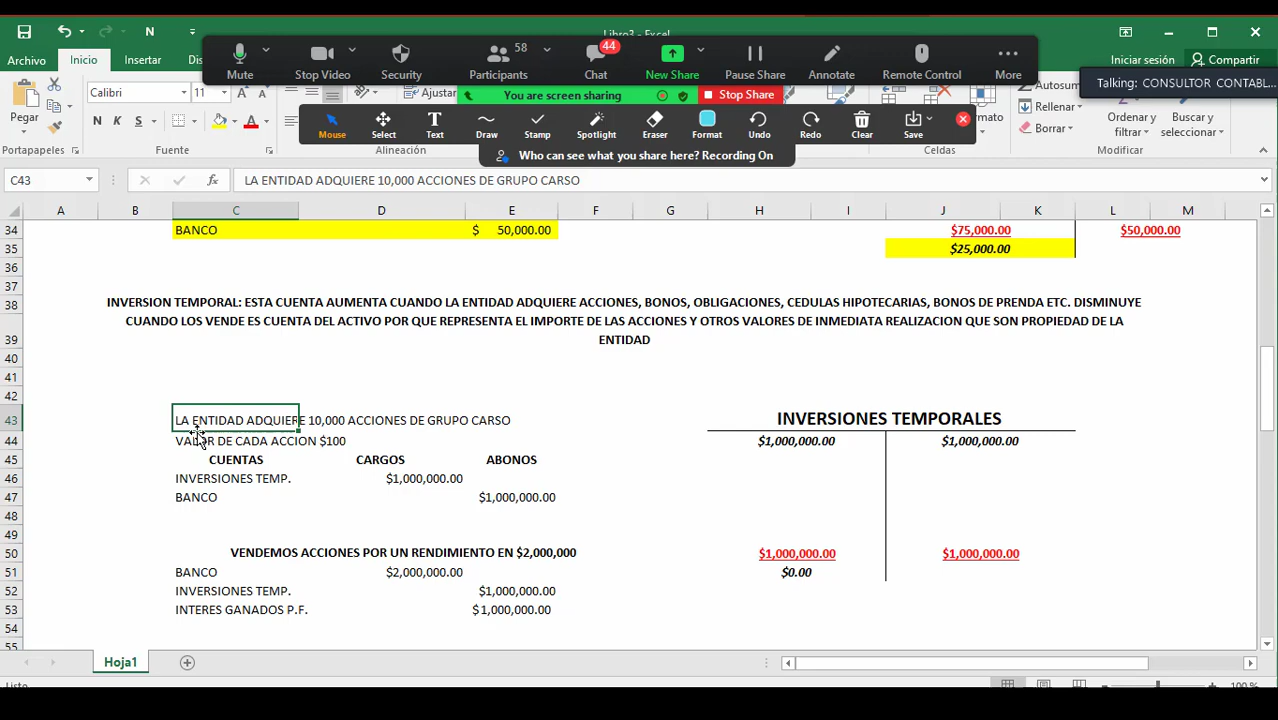 N
Libro3 - Excel
Archivo
Inicio
Insertar
Iniciar sesión
Compartir
58
44
Mute
Stop Video
Security
Participants
Chat
New Share
Pause Share
Annotate
Remote Control
More
Talking: CONSULTOR CONTABL...
You are screen sharing
Stop Share
Mouse
Select
Text
Draw
Stamp
Spotlight
Eraser
Format
Undo
Redo
Clear
Save
Who can see what you share here? Recording On
Pegar
Calibri
11
Ajustar
N K S
A
Portapapeles
Fuente
Alineación
Celdas
Autosum
Rellenar
Borrar
Ordenar y
filtrar
Buscar y
seleccionar
Modificar
C43
fx
LA ENTIDAD ADQUIERE 10,000 ACCIONES DE GRUPO CARSO
A B C D E F G H I J K L M
34 BANCO $ 50,000.00 $75,000.00 $50,000.00
35 $25,000.00
36
37
38 INVERSION TEMPORAL: ESTA CUENTA AUMENTA CUANDO LA ENTIDAD ADQUIERE ACCIONES, BONOS, OBLIGACIONES, CEDULAS HIPOTECARIAS, BONOS DE PRENDA ETC. DISMINUYE
CUANDO LOS VENDE ES CUENTA DEL ACTIVO POR QUE REPRESENTA EL IMPORTE DE LAS ACCIONES Y OTROS VALORES DE INMEDIATA REALIZACION QUE SON PROPIEDAD DE LA
39 ENTIDAD
40
41
42
43 LA ENTIDAD ADQUIERE 10,000 ACCIONES DE GRUPO CARSO INVERSIONES TEMPORALES
44 VALOR DE CADA ACCION $100 $1,000,000.00 $1,000,000.00
45 CUENTAS CARGOS ABONOS
46 INVERSIONES TEMP. $1,000,000.00
47 BANCO $1,000,000.00
48
49
50 VENDEMOS ACCIONES POR UN RENDIMIENTO EN $2,000,000 $1,000,000.00 $1,000,000.00
51 BANCO $2,000,000.00 $0.00
52 INVERSIONES TEMP. $1,000,000.00
53 INTERES GANADOS P.F. $ 1,000,000.00
54
55
Hoja1
100 %